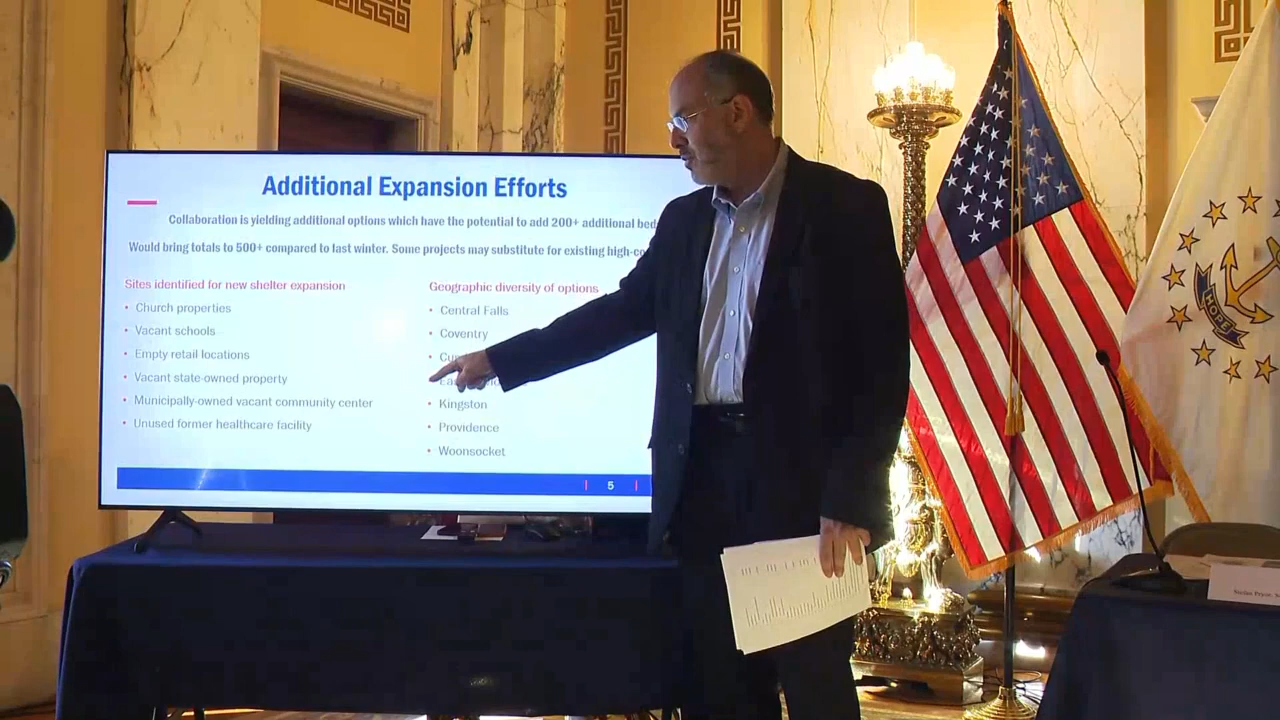 Additional Expansion Efforts
Collaboration is yielding additional options which have the potential to add 200+ additional bed
Would bring totals to 500+ compared to last winter. Some projects may substitute for existing high-co
Sites identified for new shelter expansion
• Church properties
• Vacant schools
• Empty retail locations
• Vacant state-owned property
• Municipally-owned vacant community center
• Unused former healthcare facility
Geographic diversity of options
• Central Falls
• Coventry
• Kingston
• Providence
• Woonsocket
5
HOPE